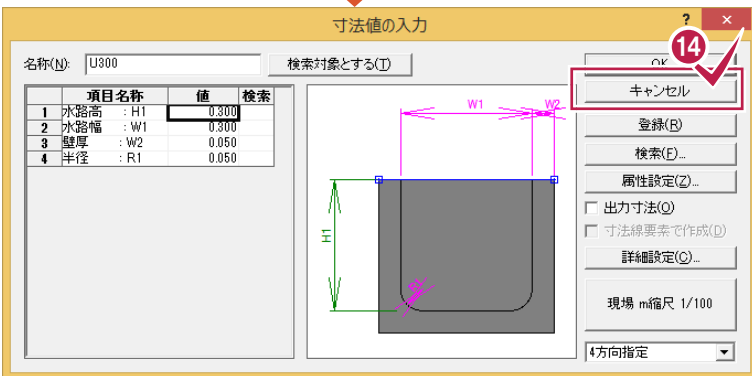 寸法値の入力
? ×
名称(N): U300 検索対象とする(T)
項目名称 値 検索
1 水路高 : H1 0.300
2 水路幅 : W1 0.300
3 壁厚 : W2 0.050
4 半径 : R1 0.050
W1 W2
H1
R1
OK
14
キャンセル
登録(R)
検索(F)...
属性設定(Z)...
出力寸法(O)
寸法線要素で作成(D)
詳細設定(C)...
現場 m縮尺 1/100
4方向指定